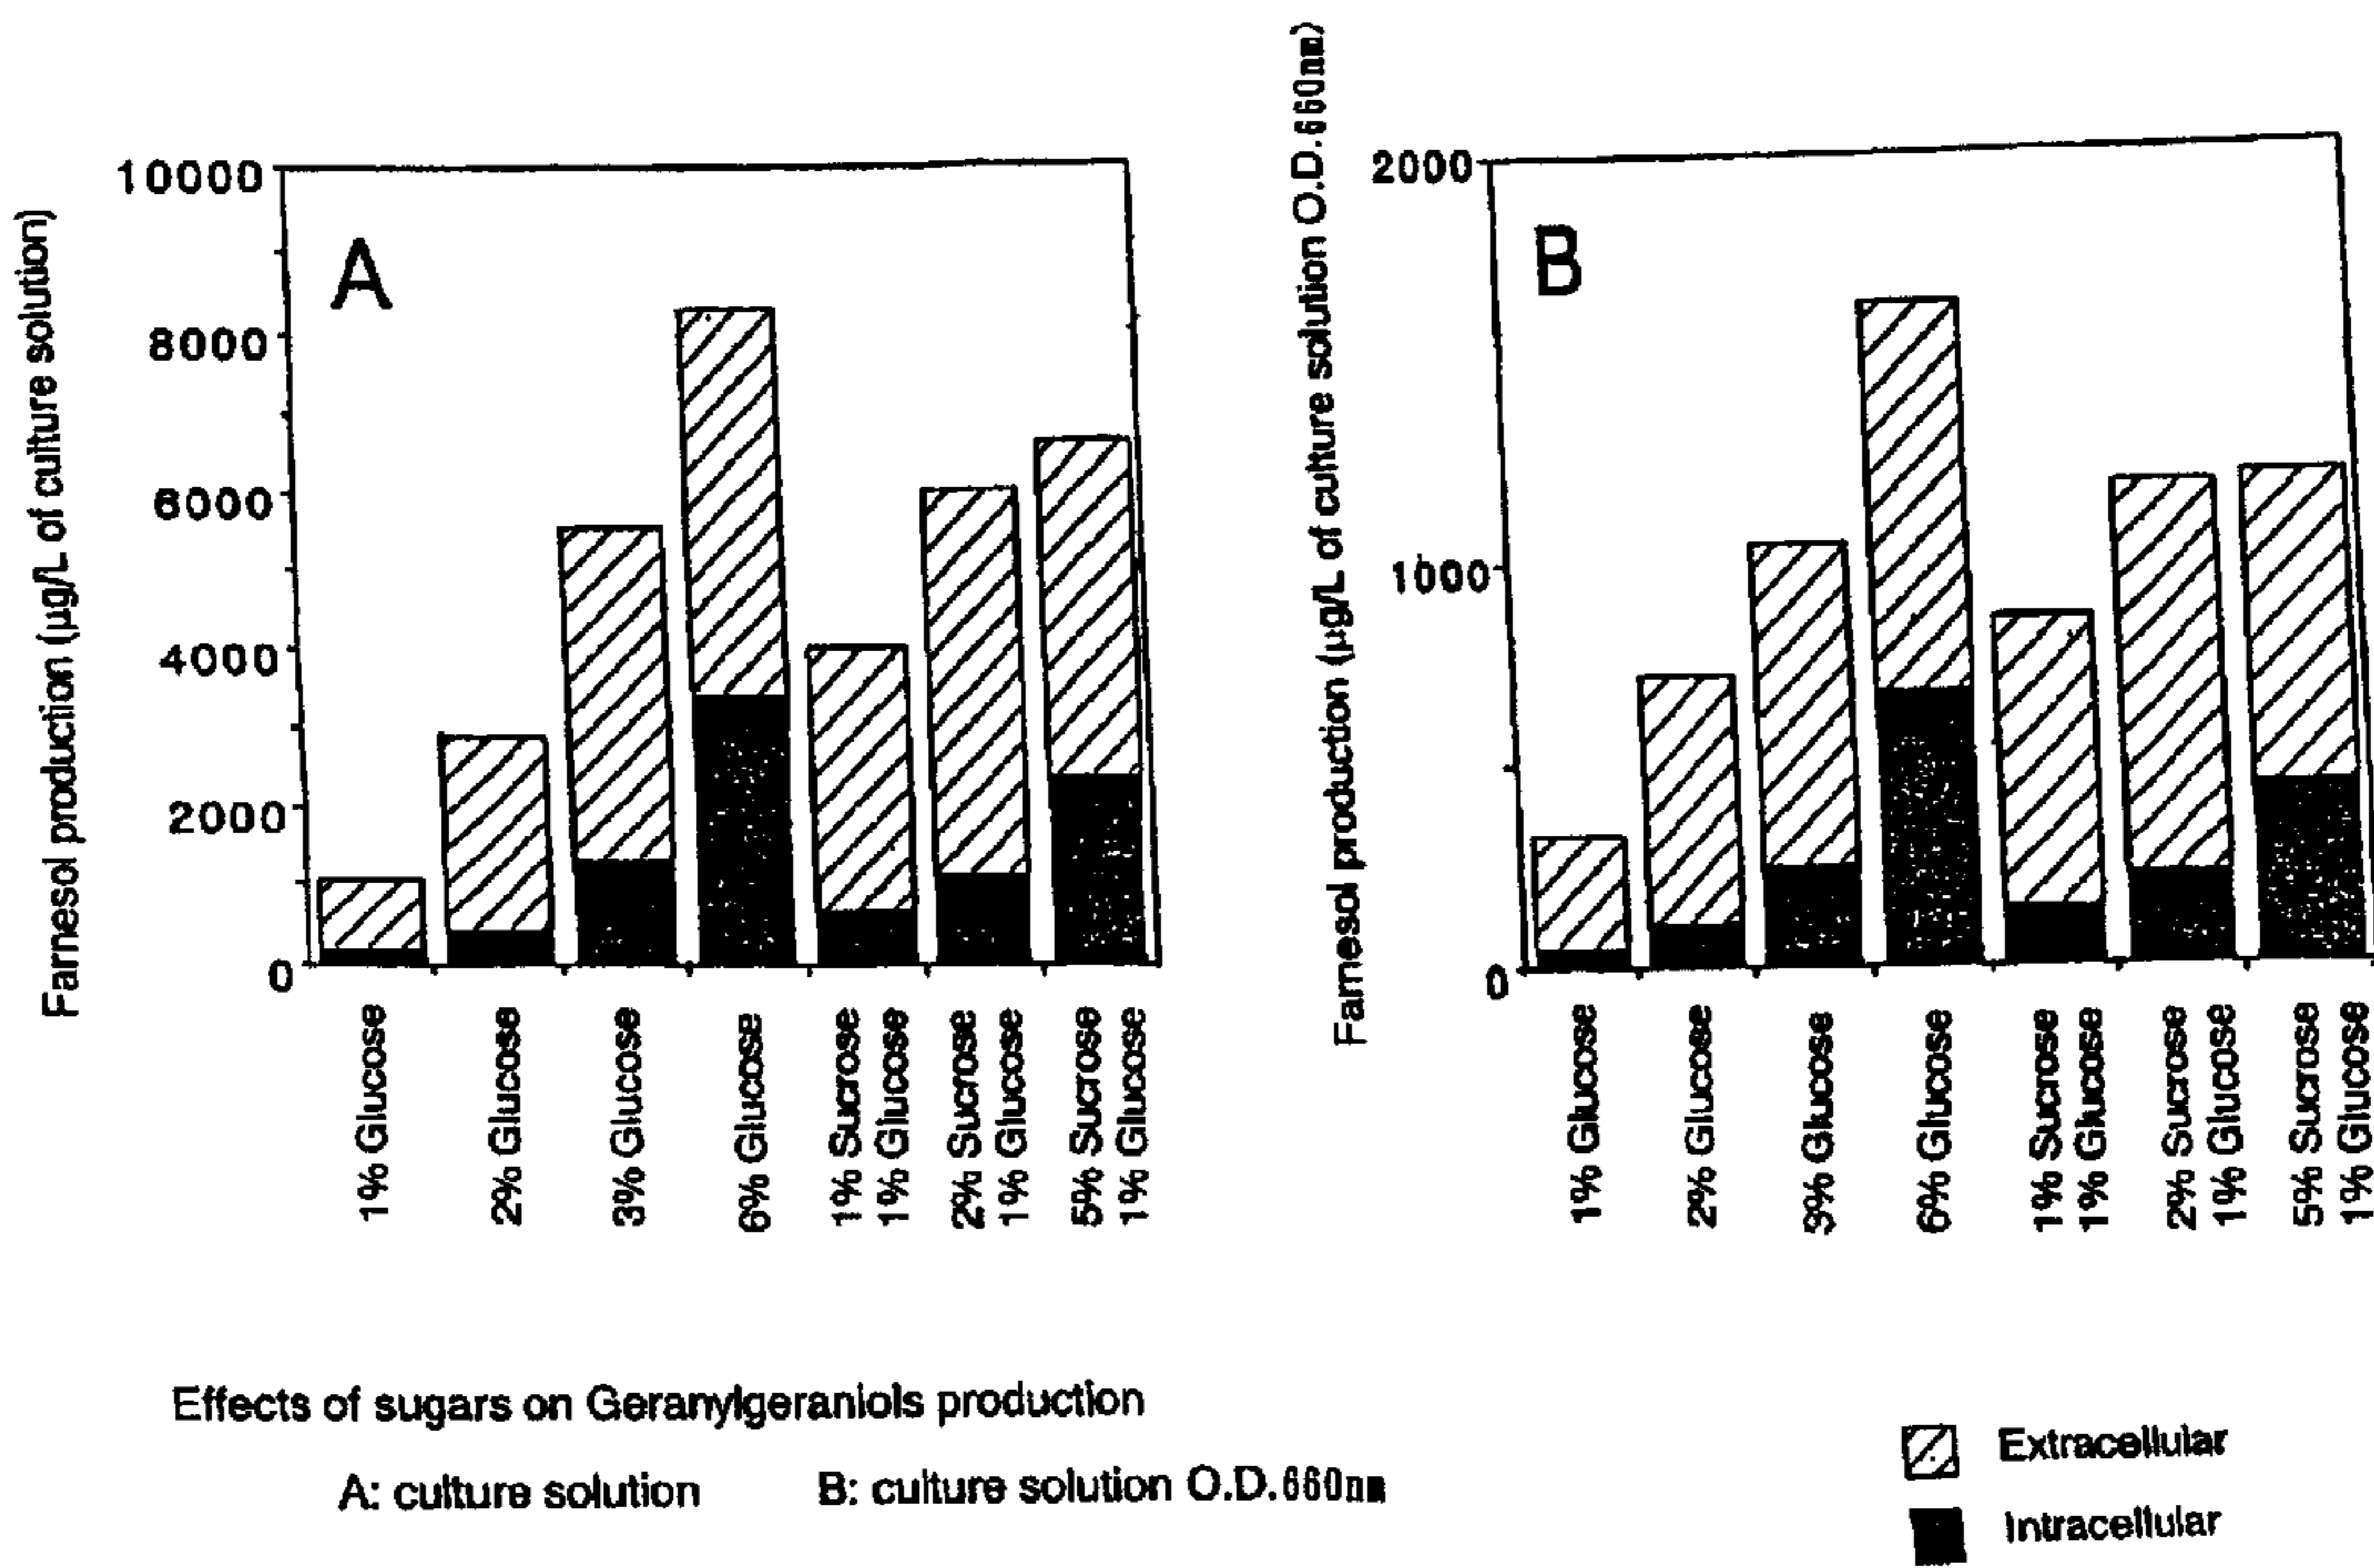 Farnesol production (µg/L of culture solution)
10000
8000
6000
4000
2000
0
A
1% Glucose
2% Glucose
3% Glucose
6% Glucose
1% Sucrose
1% Glucose
2% Sucrose
1% Glucose
5% Sucrose
1% Glucose
Farnesol production (µg/L of culture solution O.D.660nm)
2000
1000
0
B
1% Glucose
2% Glucose
3% Glucose
6% Glucose
1% Sucrose
1% Glucose
2% Sucrose
1% Glucose
5% Sucrose
1% Glucose
Effects of sugars on Geranylgeraniols production
A: culture solution B: culture solution O.D.660nm
Extracellular
Intracellular